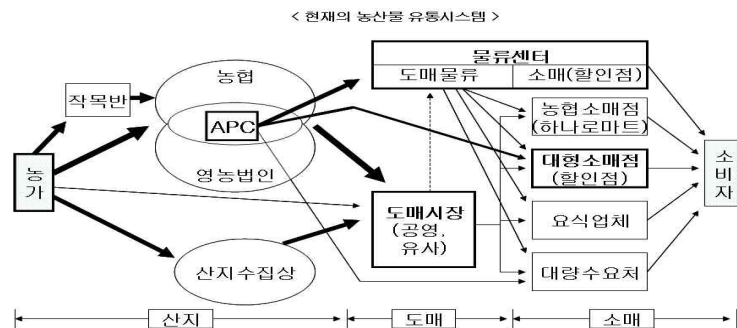 < 현재의 농산물 유통시스템 >
물류센터
도매물류 소매(할인점)
농협
작목반
APC
농협소매점
(하나로마트)
대형소매점
(할인점)
농가
영농법인
도매시장
(공영,
유사)
요식업체
소비자
산지수집상
대량수요처
산지 도매 소매